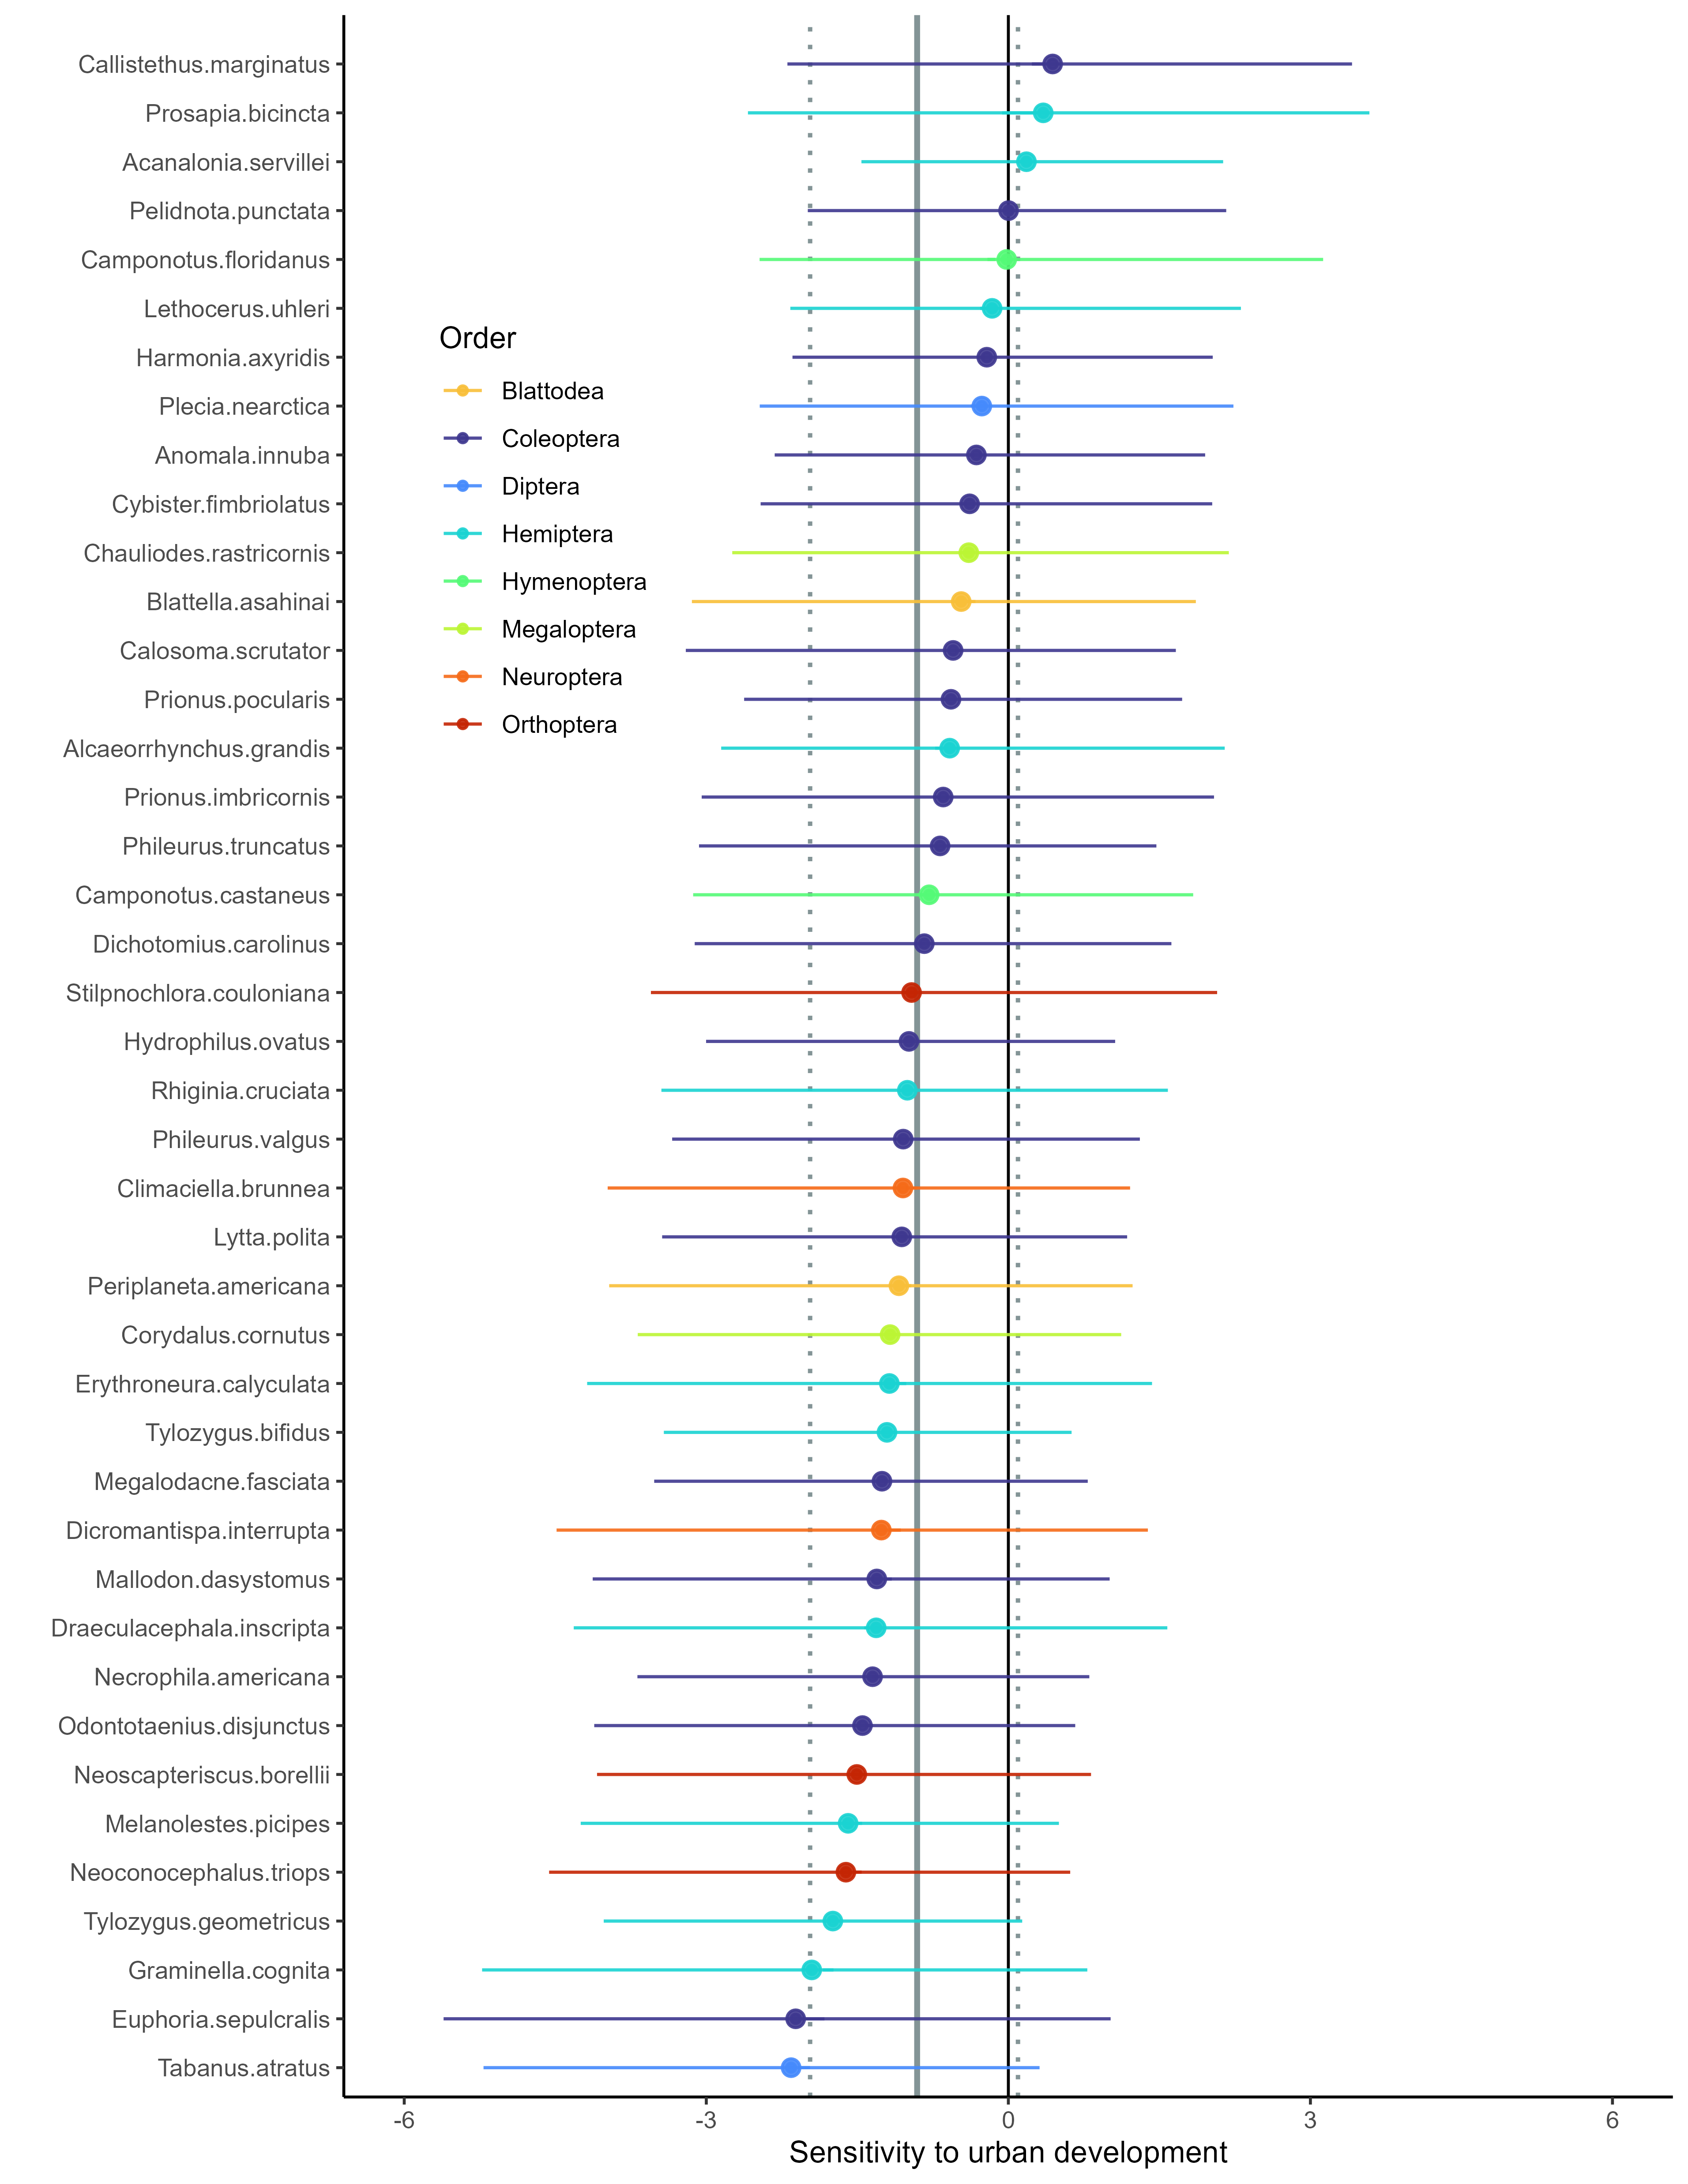 Callistethus.marginatus
Prosapia.bicincta
Acanalonia.servillei
Pelidnota.punctata
Camponotus.floridanus
Lethocerus.uhleri
Harmonia.axyridis
Plecia.nearctica
Anomala.innuba
Cybister.fimbriolatus
Chauliodes.rastricornis
Blattella.asahinai
Calosoma.scrutator
Prionus.pocularis
Alcaeorrhynchus.grandis
Prionus.imbricornis
Phileurus.truncatus
Camponotus.castaneus
Dichotomius.carolinus
Stilpnochlora.couloniana
Hydrophilus.ovatus
Rhiginia.cruciata
Phileurus.valgus
Climaciella.brunnea
Lytta.polita
Periplaneta.americana
Corydalus.cornutus
Erythroneura.calyculata
Tylozygus.bifidus
Megalodacne.fasciata
Dicromantispa.interrupta
Mallodon.dasystomus
Draeculacephala.inscripta
Necrophila.americana
Odontotaenius.disjunctus
Neoscapteriscus.borellii
Melanolestes.picipes
Neoconocephalus.triops
Tylozygus.geometricus
Graminella.cognita
Euphoria.sepulcralis
Tabanus.atratus
Order
Blattodea
Coleoptera
Diptera
Hemiptera
Hymenoptera
Megaloptera
Neuroptera
Orthoptera
-6 -3 0 3 6
Sensitivity to urban development